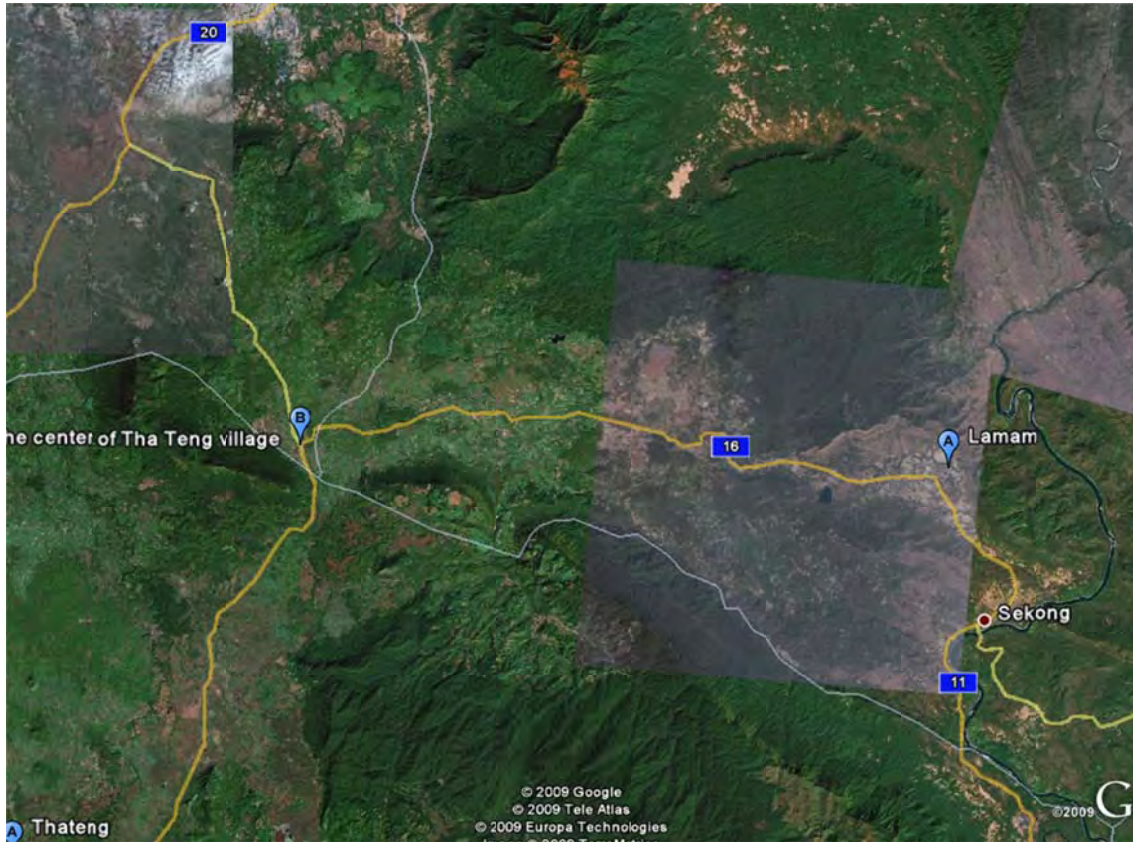 20
B
ne center of Tha Teng village
16
A
Lamam
Sekong
11
© 2009 Google
© 2009 Tele Atlas
© 2009 Europa Technologies
©2009 G
A
Thateng